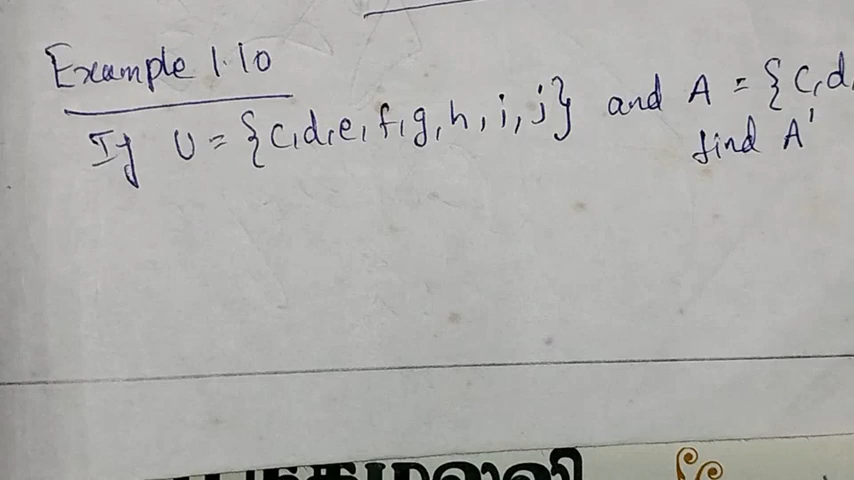 Example 1.10
If U = {c,d,e,f,g,h,i,j} and A = {c,d,
find A'